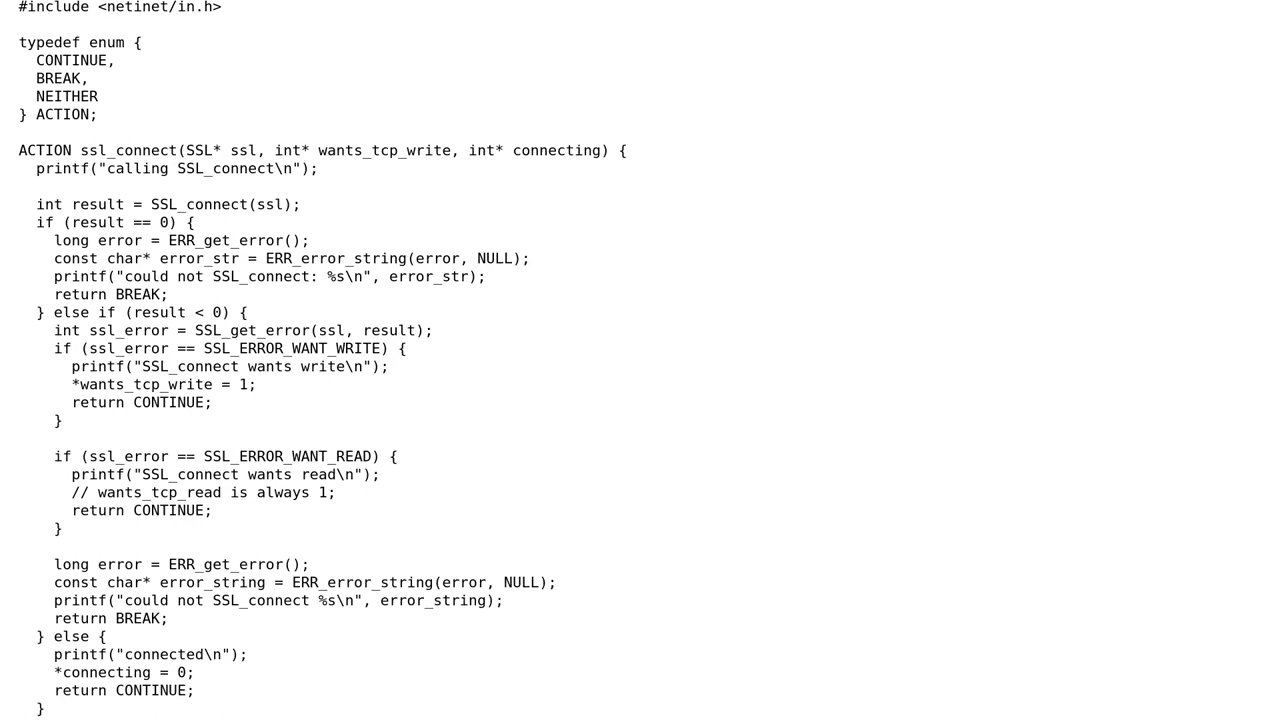 #include <netinet/in.h>

typedef enum {
  CONTINUE,
  BREAK,
  NEITHER
} ACTION;

ACTION ssl_connect(SSL* ssl, int* wants_tcp_write, int* connecting) {
  printf("calling SSL_connect\n");

  int result = SSL_connect(ssl);
  if (result == 0) {
    long error = ERR_get_error();
    const char* error_str = ERR_error_string(error, NULL);
    printf("could not SSL_connect: %s\n", error_str);
    return BREAK;
  } else if (result < 0) {
    int ssl_error = SSL_get_error(ssl, result);
    if (ssl_error == SSL_ERROR_WANT_WRITE) {
      printf("SSL_connect wants write\n");
      *wants_tcp_write = 1;
      return CONTINUE;
    }

    if (ssl_error == SSL_ERROR_WANT_READ) {
      printf("SSL_connect wants read\n");
      // wants_tcp_read is always 1;
      return CONTINUE;
    }

    long error = ERR_get_error();
    const char* error_string = ERR_error_string(error, NULL);
    printf("could not SSL_connect %s\n", error_string);
    return BREAK;
  } else {
    printf("connected\n");
    *connecting = 0;
    return CONTINUE;
  }